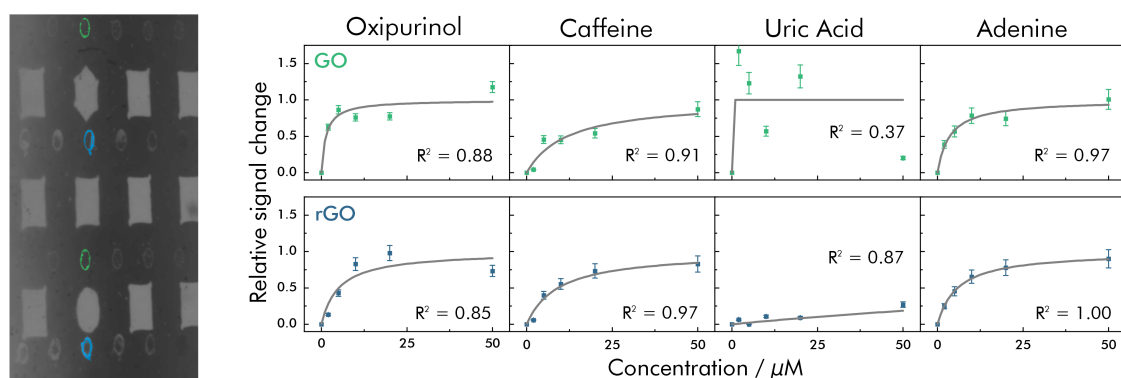 Oxipurinol Caffeine Uric Acid Adenine
GO
1.5
1.0
0.5
0.0
R² = 0.88
R² = 0.91
R² = 0.37
R² = 0.97
rGO
1.5
1.0
0.5
0.0
R² = 0.85
R² = 0.97
R² = 0.87
R² = 1.00
0 25 50 0 25 50 0 25 50 0 25 50
Relative signal change
Concentration / µM